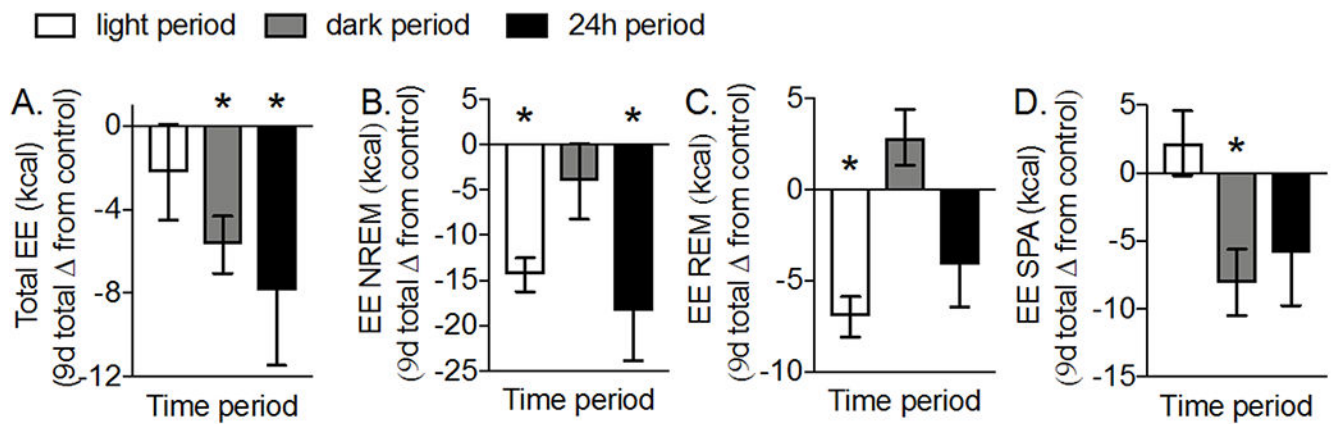 light period dark period 24h period
A.
Total EE (kcal)
(9d total Δ from control)
0
-4
-8
-12
* *
Time period
B.
EE NREM (kcal)
(9d total Δ from control)
5
0
-5
-10
-15
-20
-25
* *
Time period
C.
EE REM (kcal)
(9d total Δ from control)
5
0
-5
-10
*
Time period
D.
EE SPA (kcal)
(9d total Δ from control)
5
0
-5
-10
-15
*
Time period